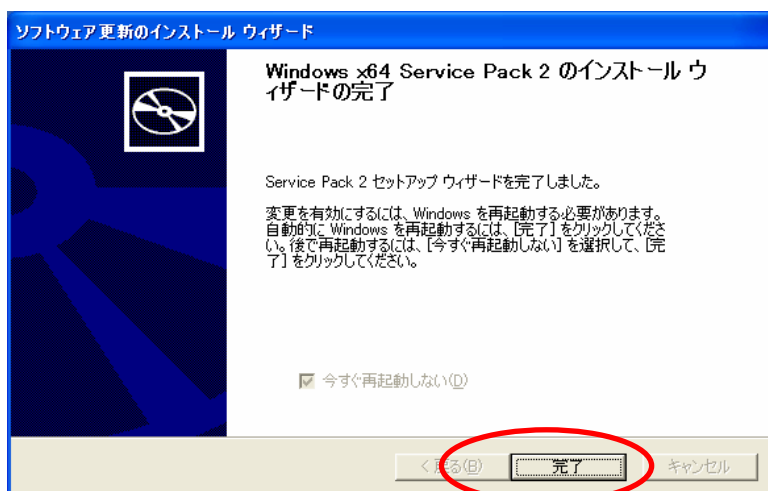 ソフトウェア更新のインストール ウィザード
Windows x64 Service Pack 2 のインストール ウ
ィザードの完了
Service Pack 2 セットアップ ウィザードを完了しました。
変更を有効にするには、Windows を再起動する必要があります。
自動的に Windows を再起動するには、[完了] をクリックしてくださ
い。後で再起動するには、[今すぐ再起動しない] を選択して、[完
了] をクリックしてください。
今すぐ再起動しない(D)
< 戻る(B) 完了 キャンセル